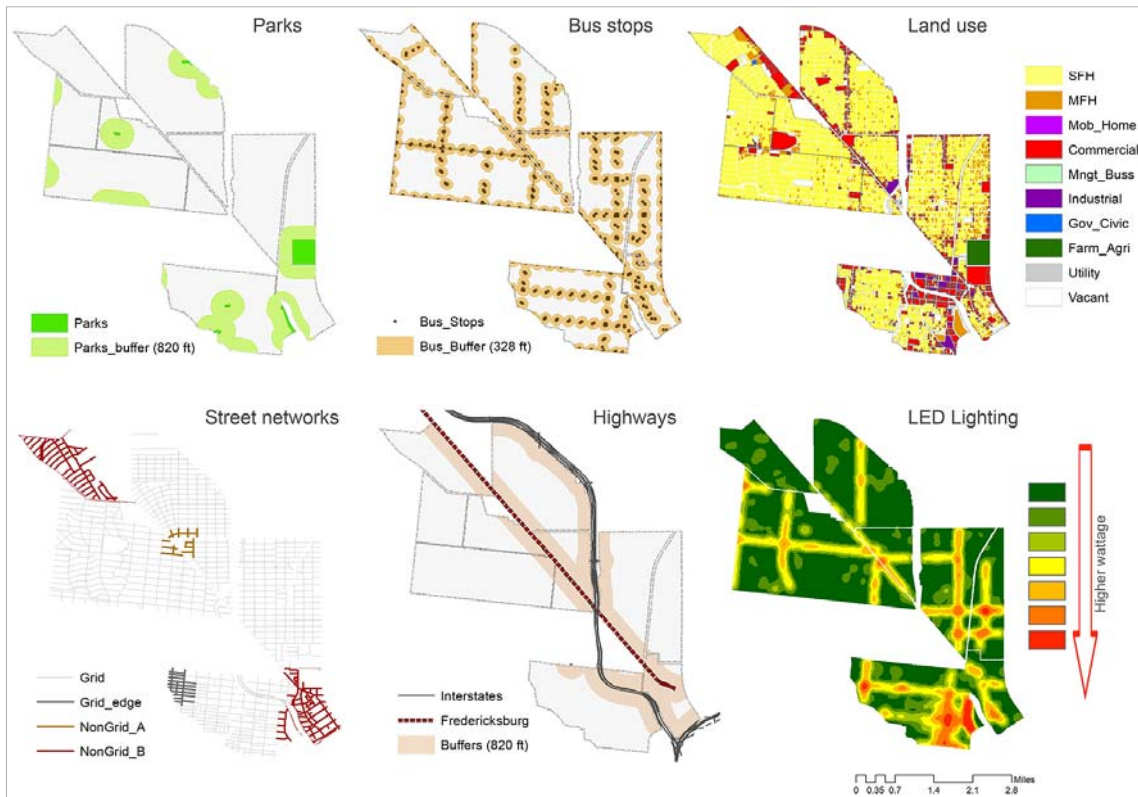 Parks
Bus stops
Land use
Parks
Parks_buffer (820 ft)
Bus_Stops
Bus_Buffer (328 ft)
SFH
MFH
Mob_Home
Commercial
Mngt_Buss
Industrial
Gov_Civic
Farm_Agri
Utility
Vacant
Street networks
Highways
LED Lighting
Grid
Grid_edge
NonGrid_A
NonGrid_B
Interstates
Fredericksburg
Buffers (820 ft)
Higher wattage
Miles
0 0.35 0.7 1.4 2.1 2.8